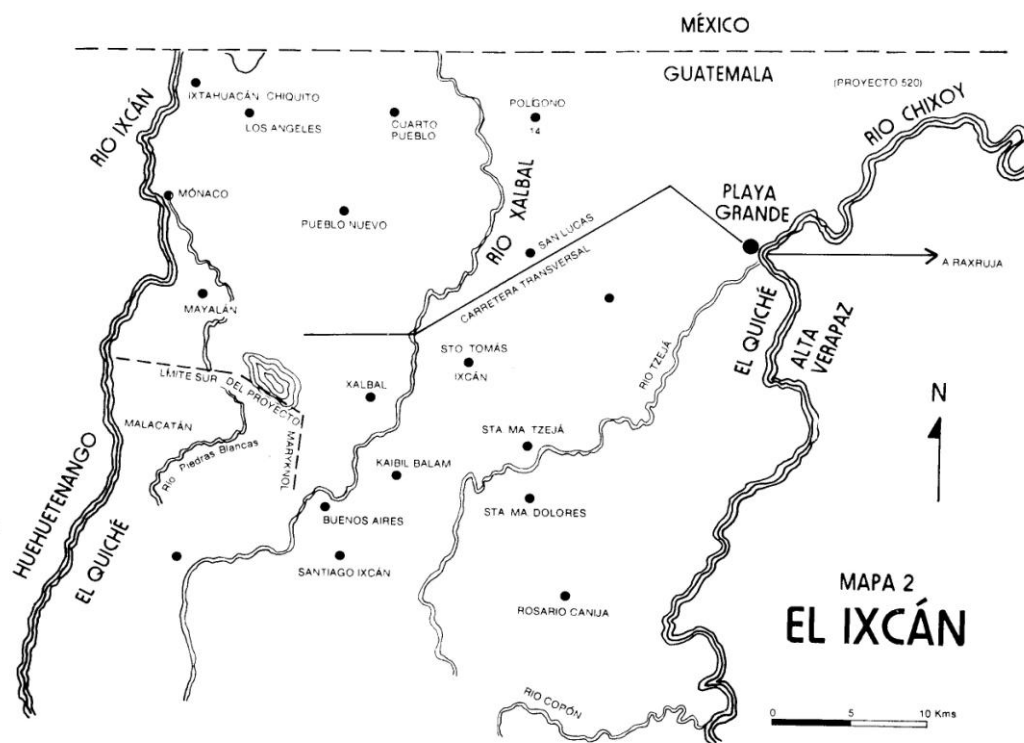 MÉXICO
GUATEMALA
(PROYECTO 520)
RIO CHIXOY
RIO IXCÁN
IXTAHUACÁN CHIQUITO
LOS ANGELES
CUARTO
PUEBLO
POLÍGONO
14
RIO XALBAL
MÓNACO
PUEBLO NUEVO
PLAYA
GRANDE
SAN LUCAS
CARRETERA TRANSVERSAL
A RAXRUJA
MAYALÁN
EL QUICHÉ
ALTA
VERAPAZ
STO TOMÁS
IXCÁN
RIO TZEJÁ
LÍMITE SUR DEL PROYECTO
MARYKNOL
XALBAL
MALACATÁN
Río Piedras Blancas
STA MA TZEJÁ
KAIBIL BALAM
N
HUEHUETENANGO
EL QUICHÉ
BUENOS AIRES
STA MA DOLORES
SANTIAGO IXCÁN
ROSARIO CANIJA
MAPA 2
EL IXCÁN
RIO COPÓN
0 5 10 Kms